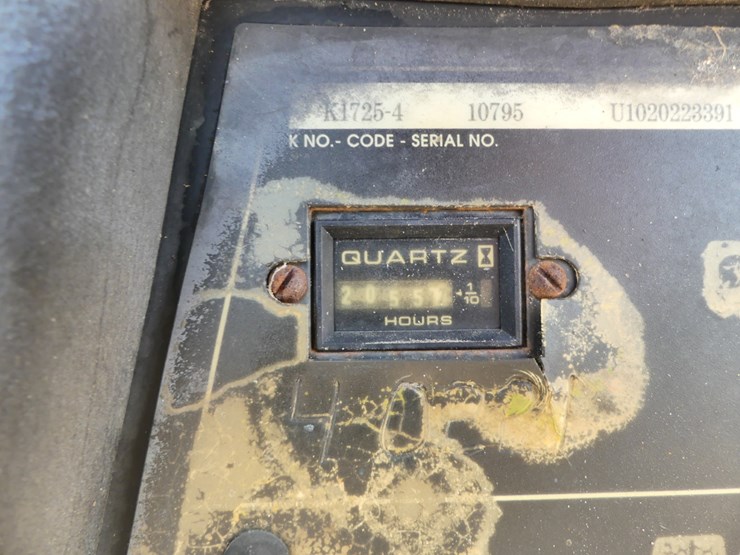 K1725-4 10795 U1020223391
K NO.- CODE - SERIAL NO.
QUARTZ
2055 1/10
HOURS